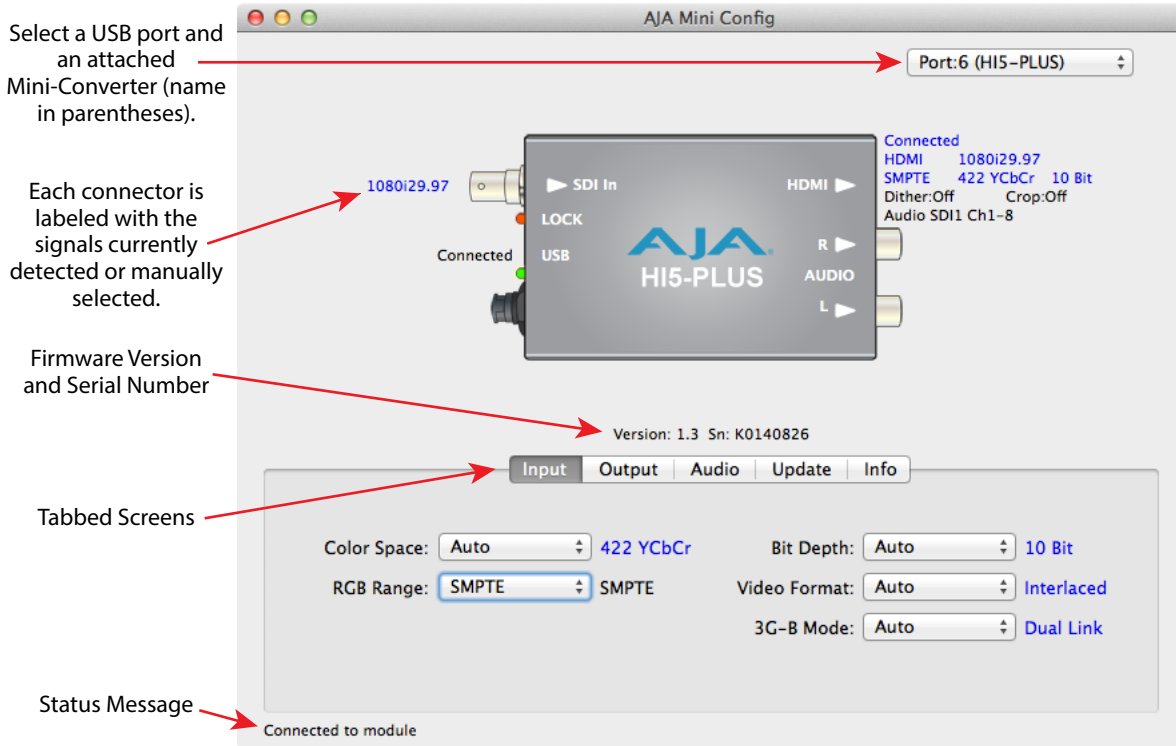 AJA Mini Config
Select a USB port and
an attached
Mini-Converter (name
in parentheses).
Port:6 (HI5-PLUS)
Each connector is
labeled with the
signals currently
detected or manually
selected.
1080i29.97
Connected
SDI In
LOCK
USB
AJA
HI5-PLUS
HDMI
R
AUDIO
L
Connected
HDMI 1080i29.97
SMPTE 422 YCbCr 10 Bit
Dither:Off Crop:Off
Audio SDI1 Ch1-8
Firmware Version
and Serial Number
Version: 1.3 Sn: K0140826
Tabbed Screens
Input Output Audio Update Info
Color Space: Auto 422 YCbCr Bit Depth: Auto 10 Bit
RGB Range: SMPTE SMPTE Video Format: Auto Interlaced
3G-B Mode: Auto Dual Link
Status Message
Connected to module